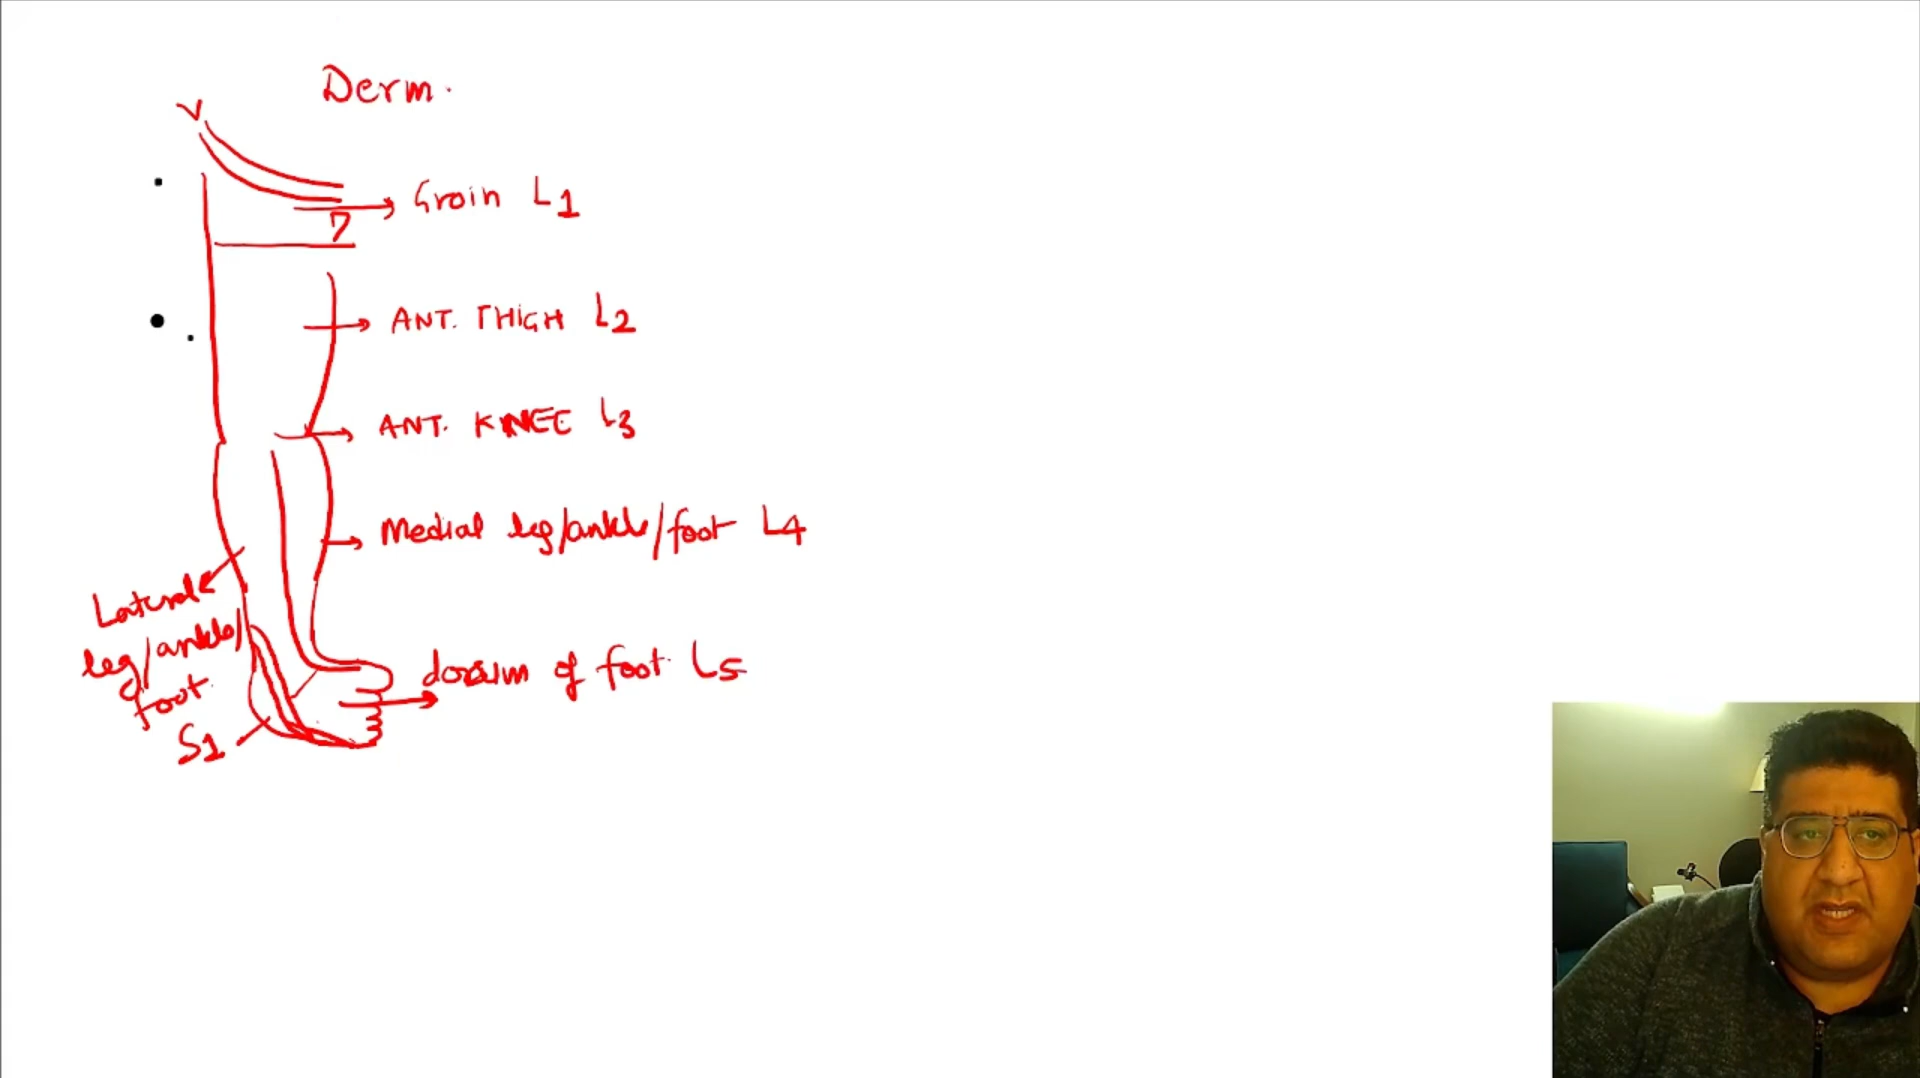 Derm.
Groin L1
ANT. THIGH L2
ANT. KNEE L3
Medial leg/ankle/foot L4
Lateral
leg/ankle/
foot
S1
dorsum of foot L5